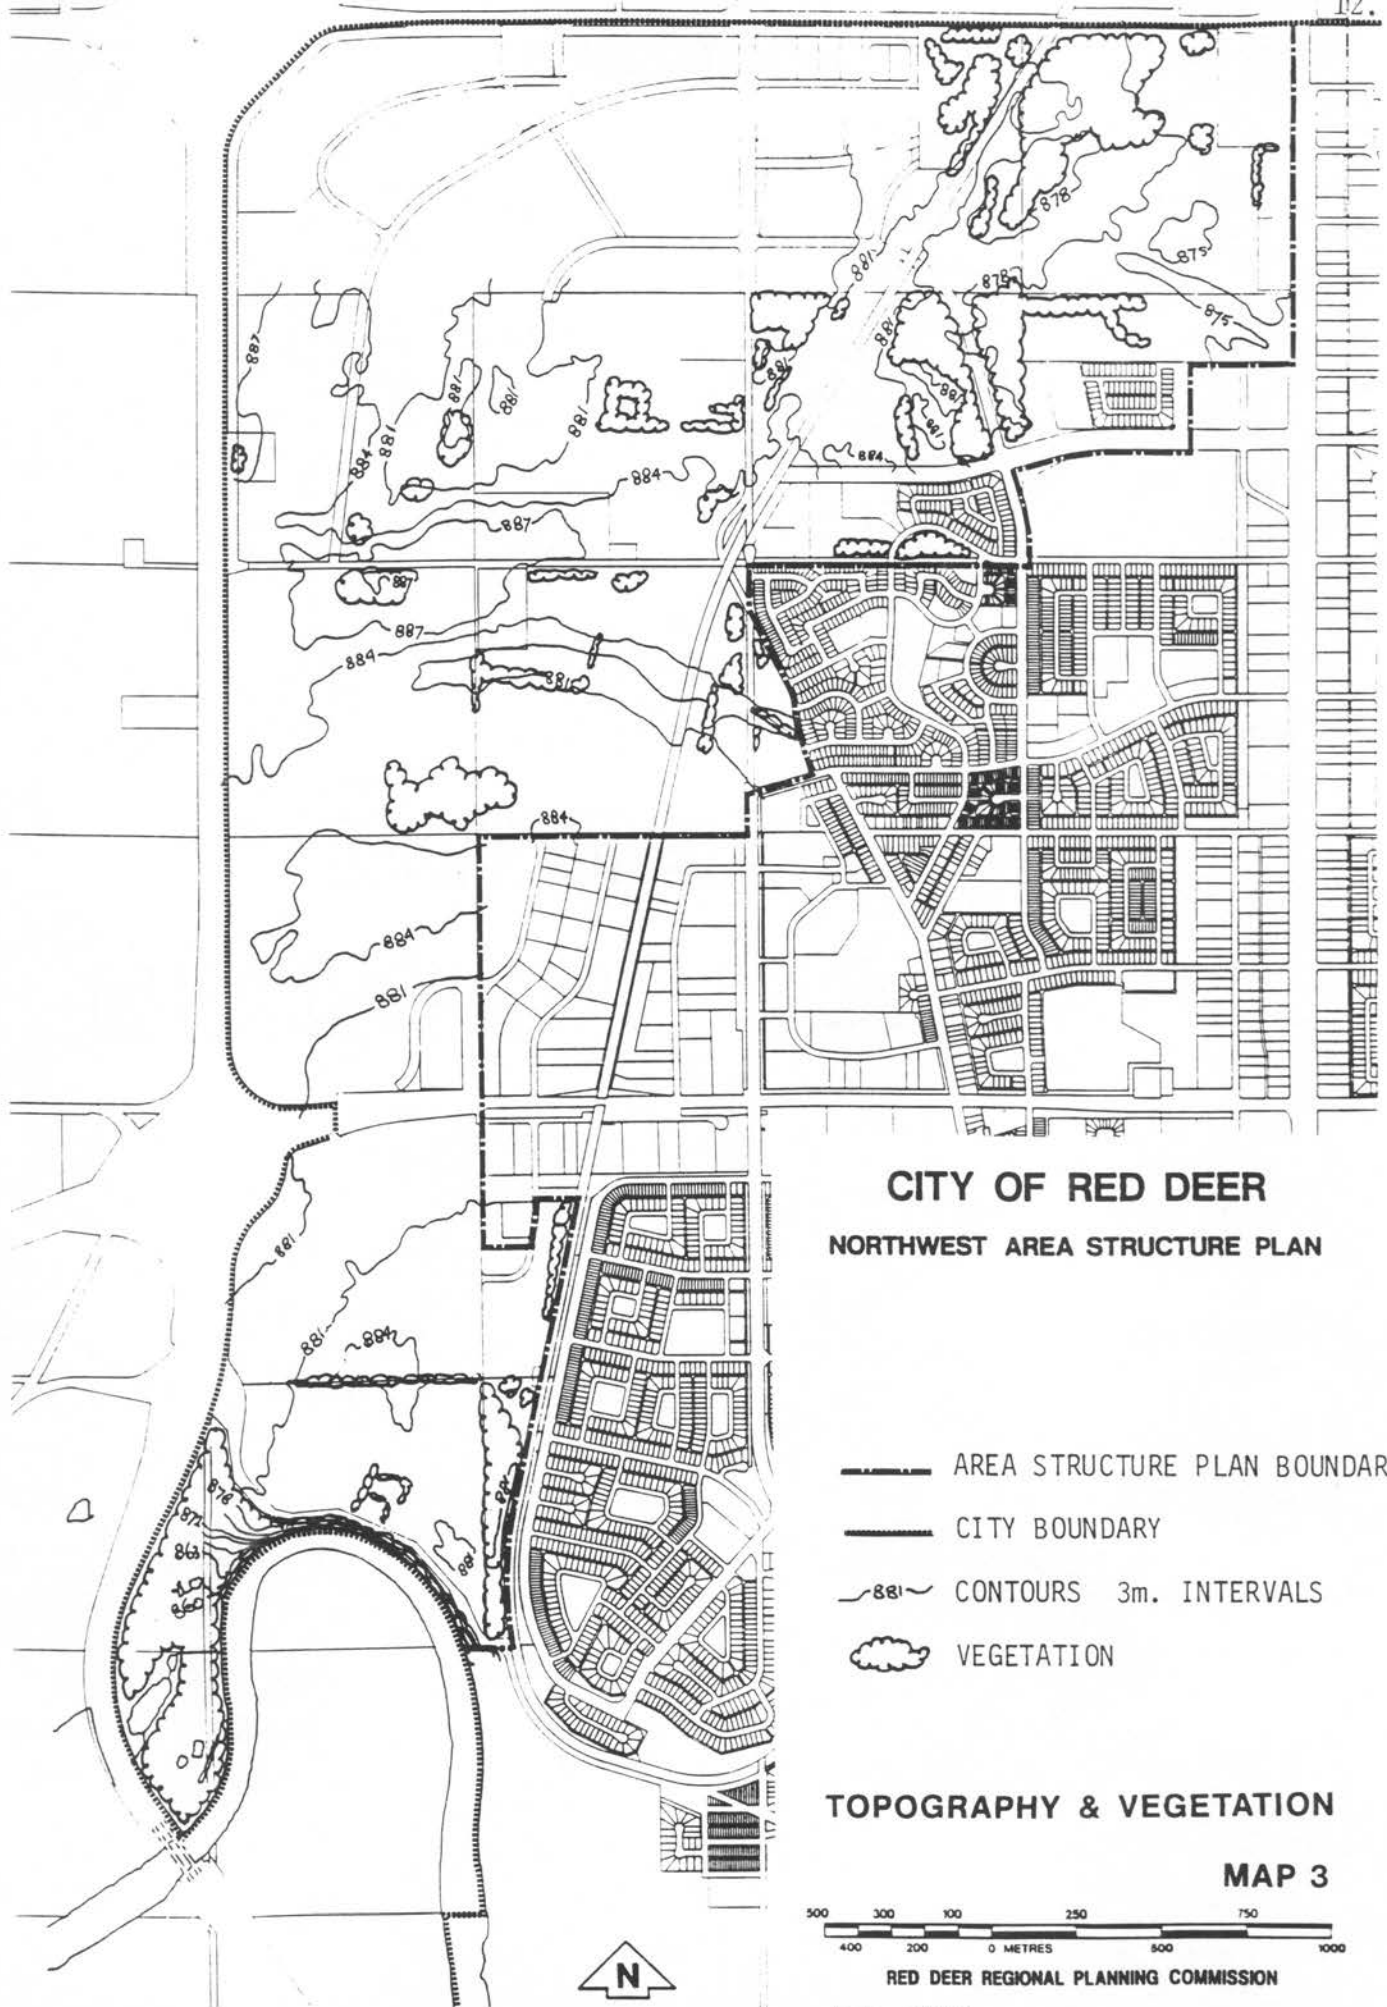 12.
878
881
875
878
875
881
887
881
881
881
881
881
881
884
884
881
884
887
887
887
884
881
884
884
881
CITY OF RED DEER
NORTHWEST AREA STRUCTURE PLAN
881
881
884
AREA STRUCTURE PLAN BOUNDAR
878
CITY BOUNDARY
881
881 CONTOURS 3m. INTERVALS
VEGETATION
TOPOGRAPHY & VEGETATION
MAP 3
500 300 100 250 750
400 200 0 METRES 500 1000
N
RED DEER REGIONAL PLANNING COMMISSION